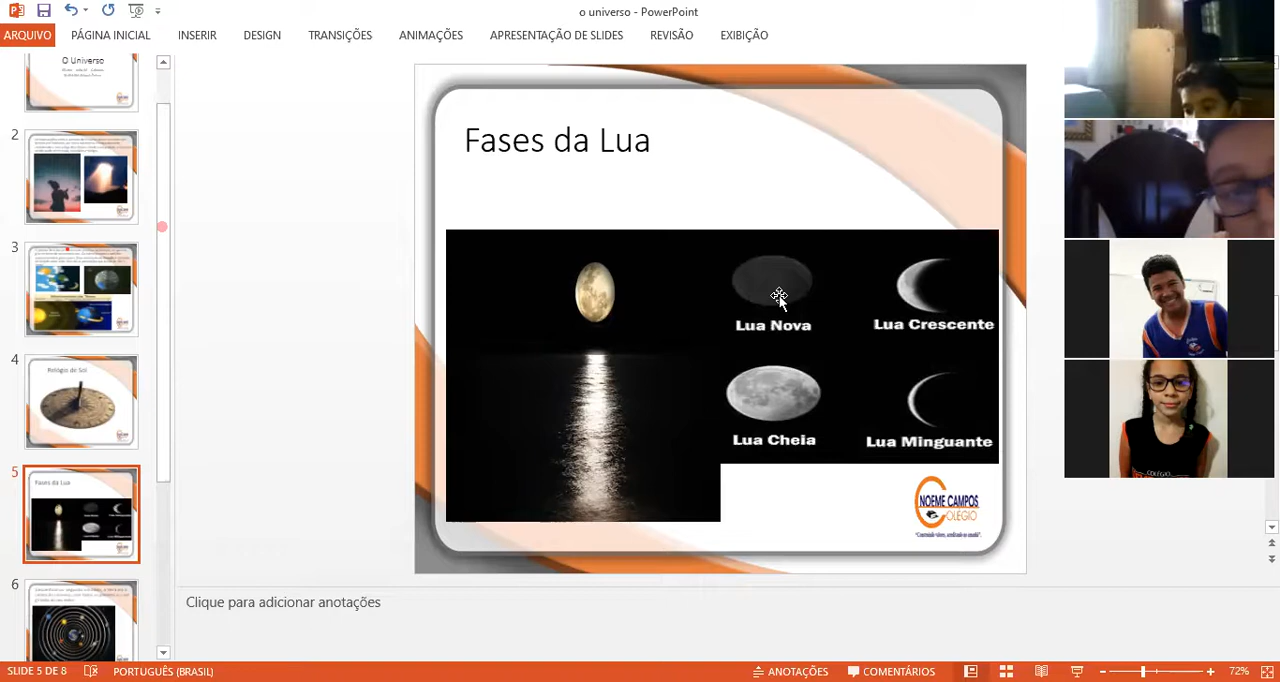 o universo - PowerPoint
ARQUIVO PÁGINA INICIAL INSERIR DESIGN TRANSIÇÕES ANIMAÇÕES APRESENTAÇÃO DE SLIDES REVISÃO EXIBIÇÃO
O Universo
2
3
4
Relógio de Sol
5
Fases da Lua
6
Fases da Lua
Lua Nova
Lua Crescente
Lua Cheia
Lua Minguante
NOEME CAMPOS
COLÉGIO
Clique para adicionar anotações
SLIDE 5 DE 8 PORTUGUÊS (BRASIL) ANOTAÇÕES COMENTÁRIOS 72%